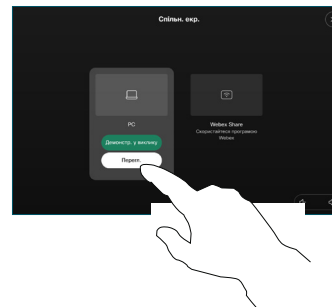 Спільн. екр.
PC
Демонстр. у виклику
Перегл.
Webex Share
Скористайтеся програмою
Webex